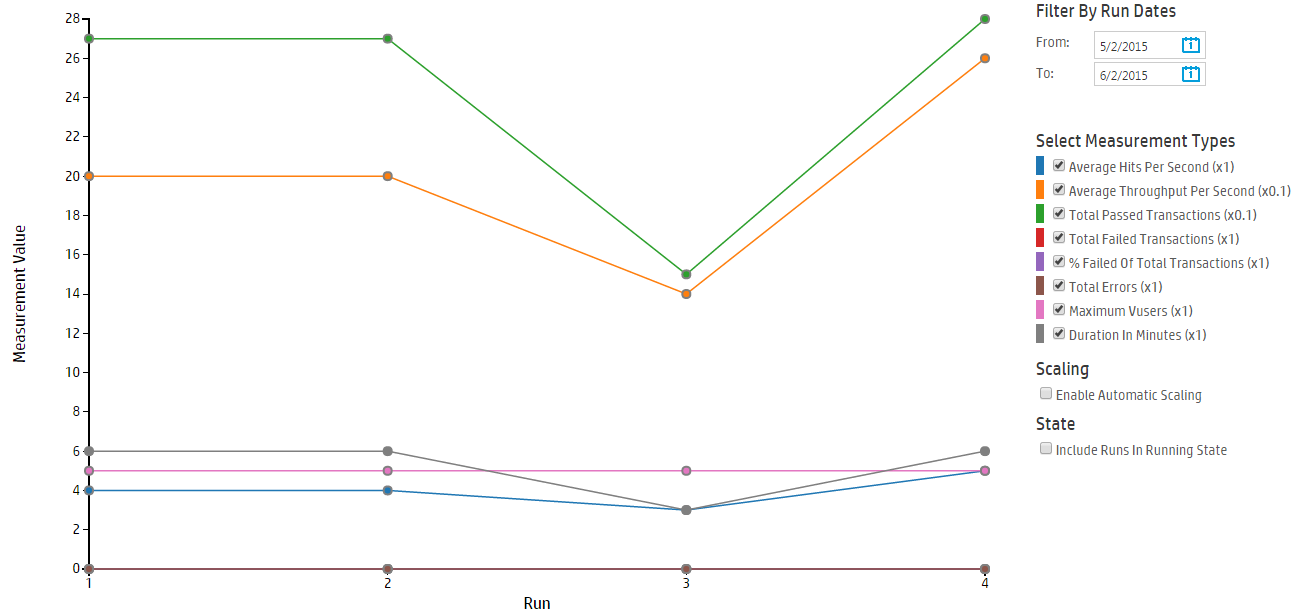 28
26
24
22
20
18
16
14
12
10
8
6
4
2
0
Measurement Value
1 2 3 4
Run
Filter By Run Dates
From: 5/2/2015 1
To: 6/2/2015 1
Select Measurement Types
Average Hits Per Second (x1)
Average Throughput Per Second (x0.1)
Total Passed Transactions (x0.1)
Total Failed Transactions (x1)
% Failed Of Total Transactions (x1)
Total Errors (x1)
Maximum Vusers (x1)
Duration In Minutes (x1)
Scaling
Enable Automatic Scaling
State
Include Runs In Running State